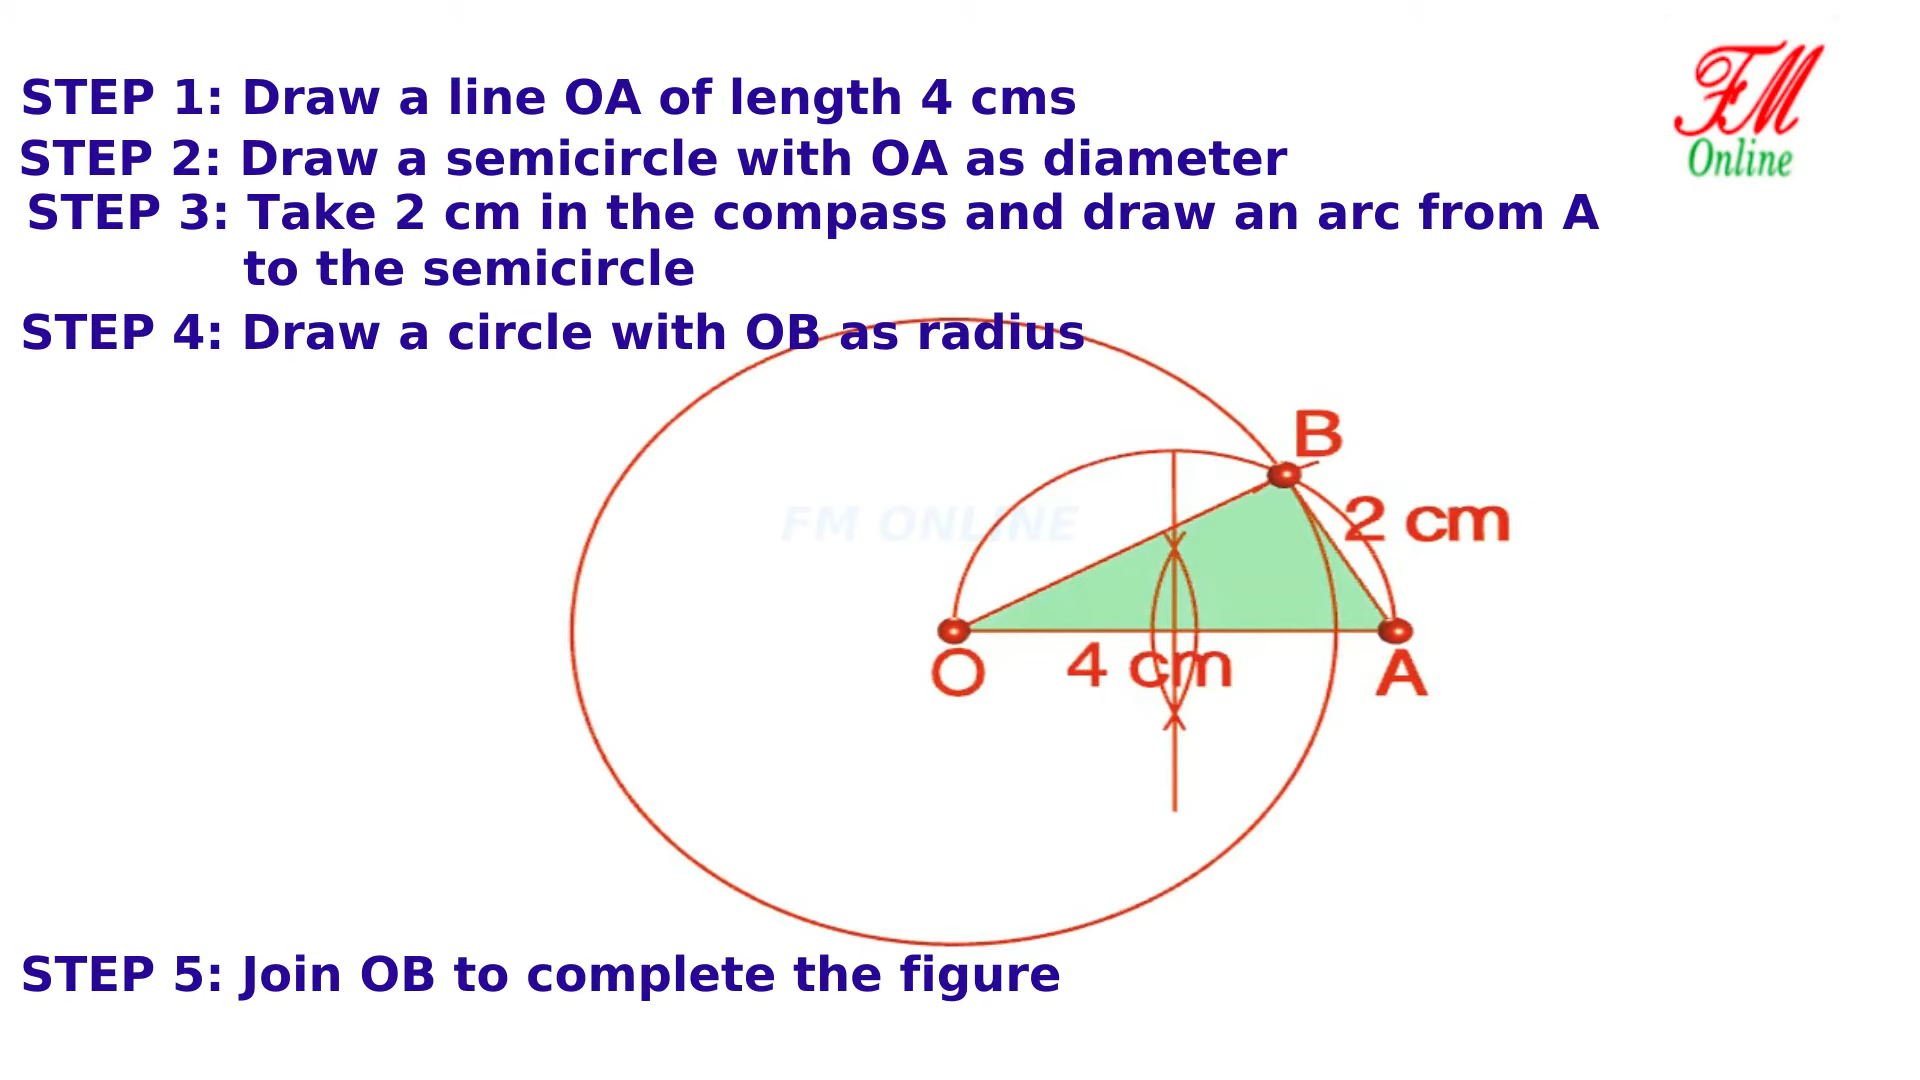 FM
Online
STEP 1: Draw a line OA of length 4 cms
STEP 2: Draw a semicircle with OA as diameter
STEP 3: Take 2 cm in the compass and draw an arc from A
to the semicircle
STEP 4: Draw a circle with OB as radius
B
2 cm
FM ONLINE
O
4 cm
A
STEP 5: Join OB to complete the figure